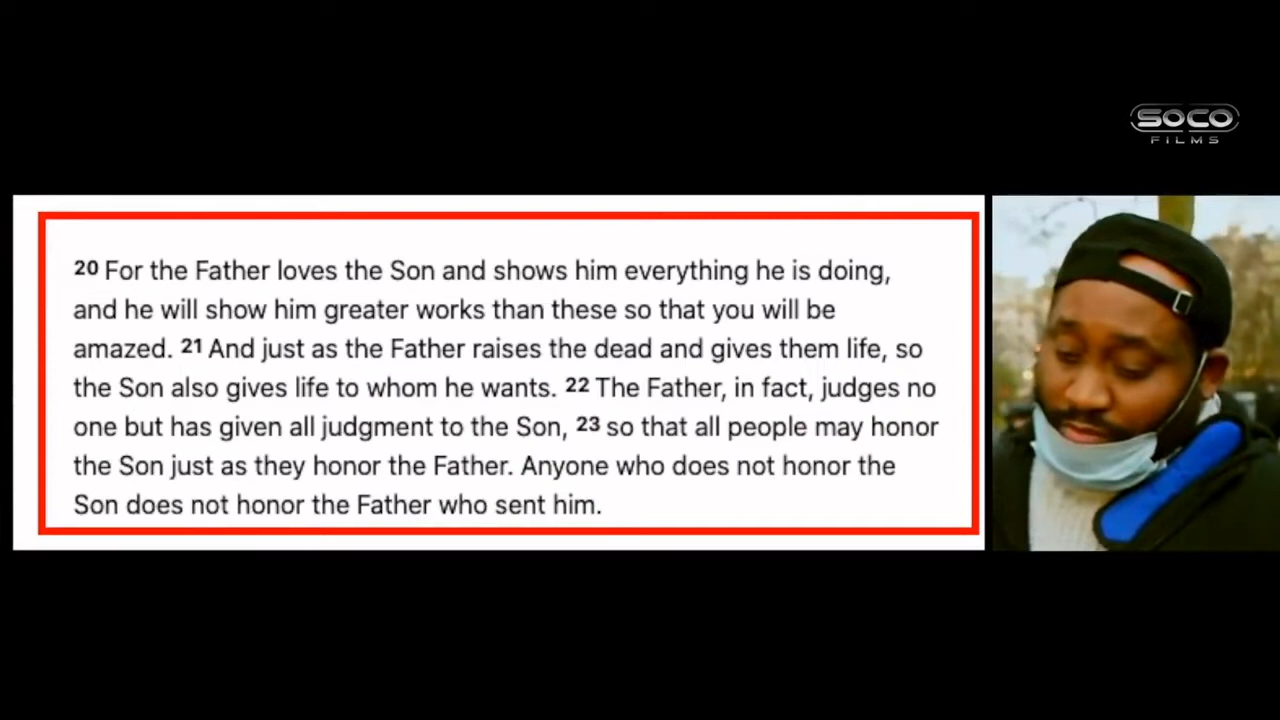 SOCO
FILMS
20 For the Father loves the Son and shows him everything he is doing,
and he will show him greater works than these so that you will be
amazed. 21 And just as the Father raises the dead and gives them life, so
the Son also gives life to whom he wants. 22 The Father, in fact, judges no
one but has given all judgment to the Son, 23 so that all people may honor
the Son just as they honor the Father. Anyone who does not honor the
Son does not honor the Father who sent him.